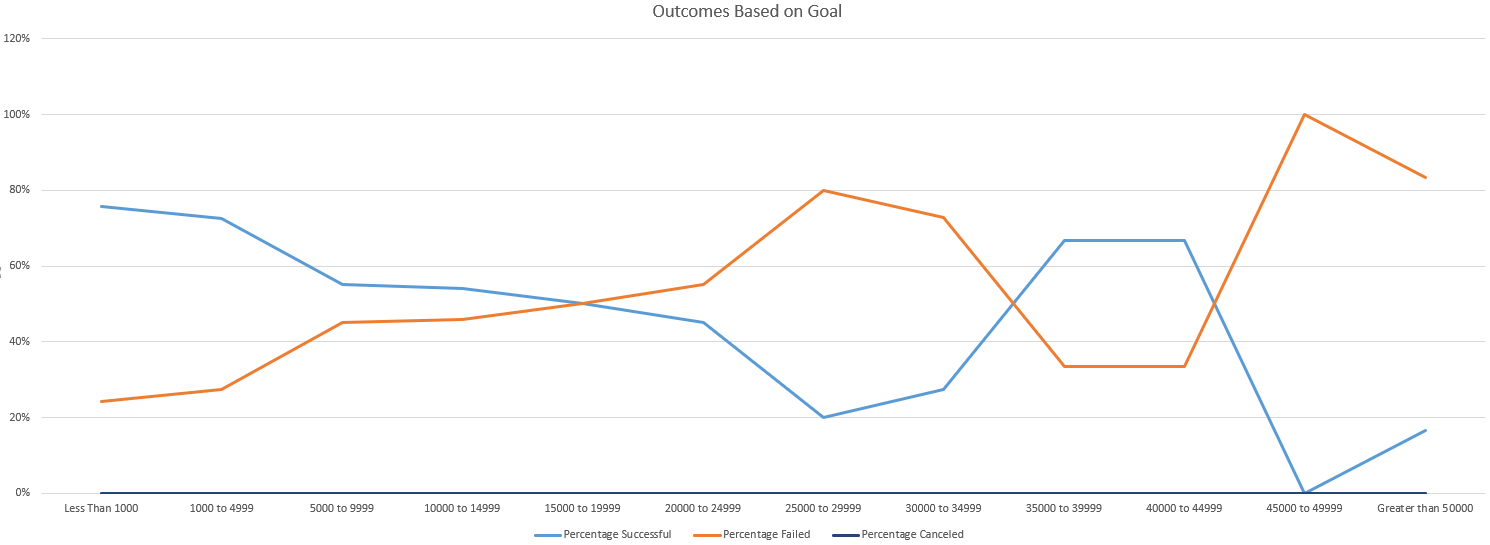 Outcomes Based on Goal
120%
100%
80%
60%
40%
20%
0%
Less Than 1000 1000 to 4999 5000 to 9999 10000 to 14999 15000 to 19999 20000 to 24999 25000 to 29999 30000 to 34999 35000 to 39999 40000 to 44999 45000 to 49999 Greater than 50000
Percentage Successful Percentage Failed Percentage Canceled